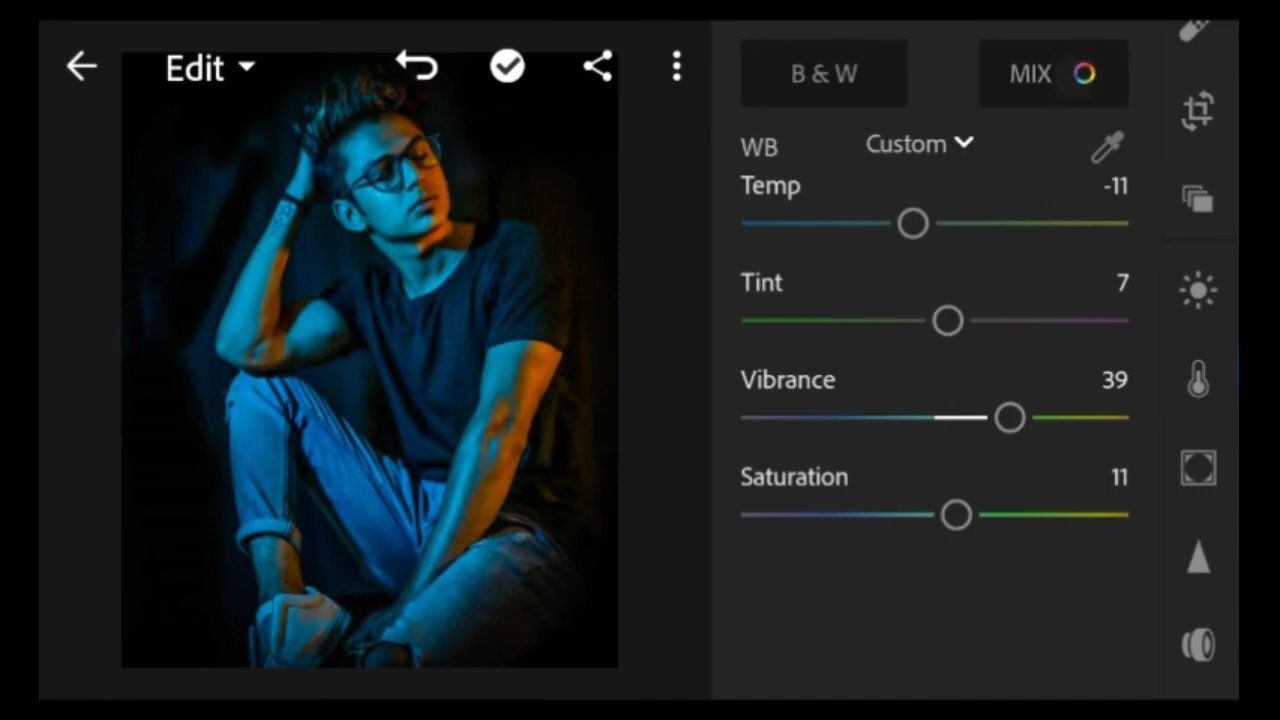 Edit
B & W
MIX
WB
Custom
Temp
-11
Tint
7
Vibrance
39
Saturation
11